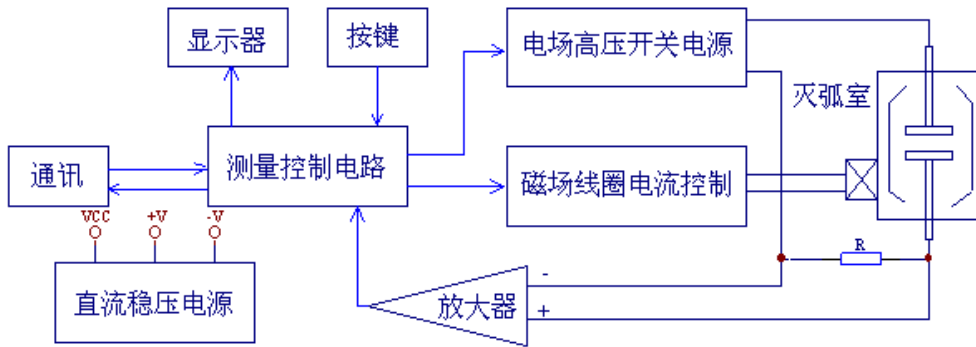 显示器
按键
电场高压开关电源
灭弧室
通讯
测量控制电路
磁场线圈电流控制
VCC
+V
-V
R
直流稳压电源
放大器
-
+